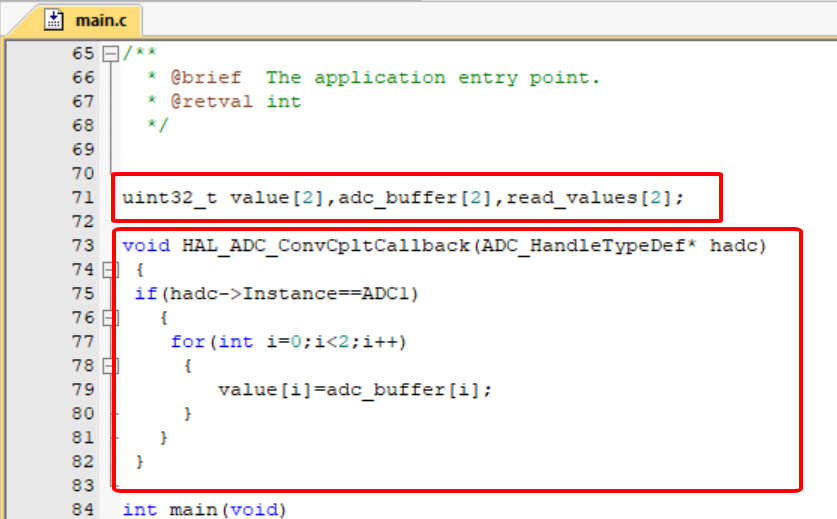 main.c
65 /**
66 * @brief The application entry point.
67 * @retval int
68 */
69
70
71 uint32_t value[2],adc_buffer[2],read_values[2];
72
73 void HAL_ADC_ConvCpltCallback(ADC_HandleTypeDef* hadc)
74 {
75 if(hadc->Instance==ADC1)
76 {
77 for(int i=0;i<2;i++)
78 {
79 value[i]=adc_buffer[i];
80 }
81 }
82 }
83
84 int main(void)